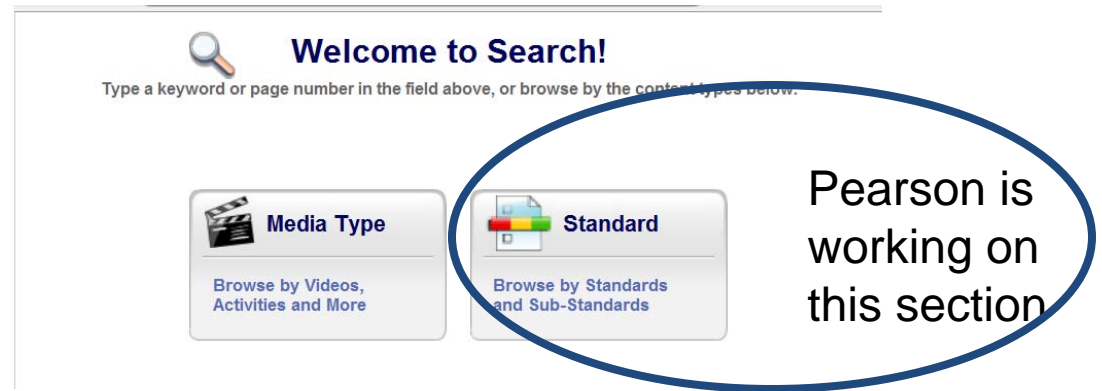 Welcome to Search!
Type a keyword or page number in the field above, or browse by the content types below.
Media Type
Browse by Videos,
Activities and More
Standard
Browse by Standards
and Sub-Standards
Pearson is
working on
this section